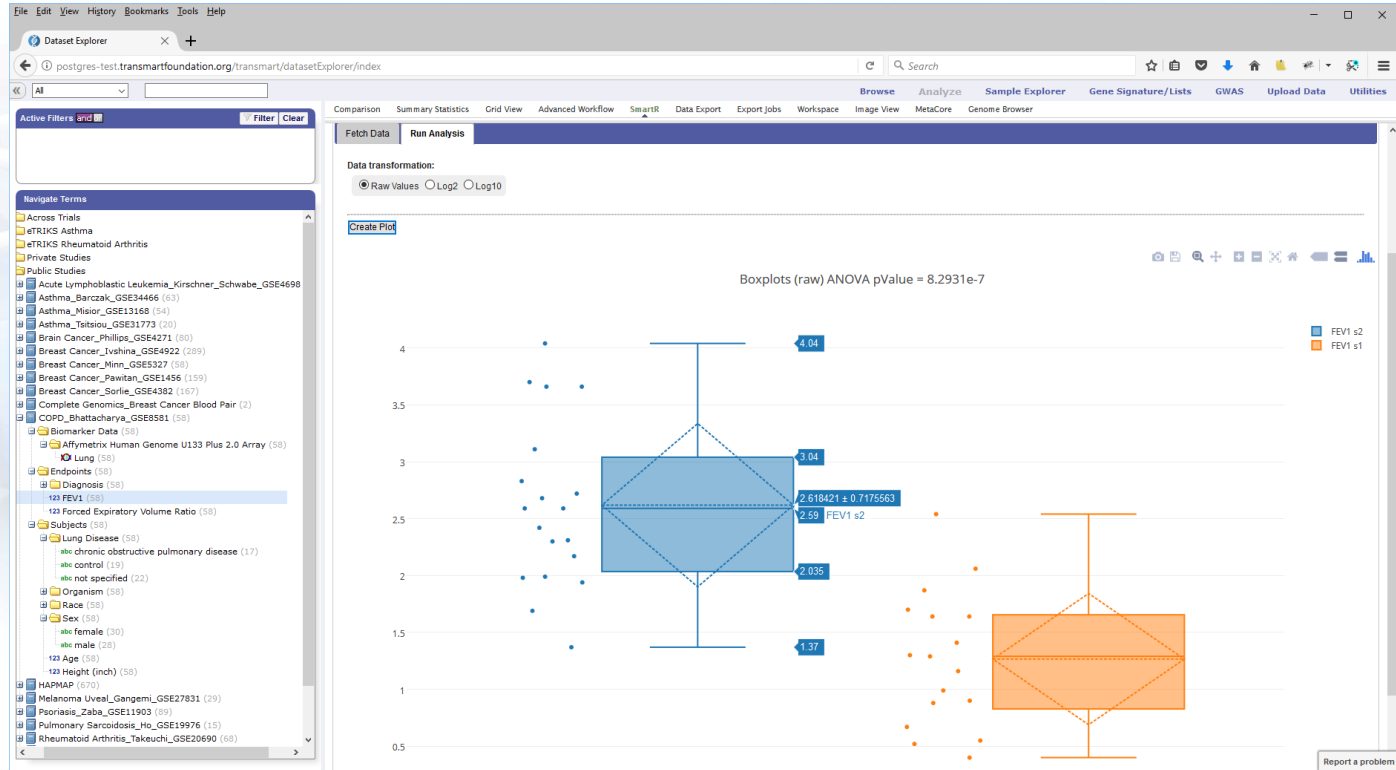 File Edit View History Bookmarks Tools Help
Dataset Explorer
postgres-test.transmartfoundation.org/transmart/datasetExplorer/index
Search
All
Browse Analyze Sample Explorer Gene Signature/Lists GWAS Upload Data Utilities
Comparison Summary Statistics Grid View Advanced Workflow SmartR Data Export Export Jobs Workspace Image View MetaCore Genome Browser
Active Filters and Filter Clear
Fetch Data Run Analysis
Data transformation:
Raw Values Log2 Log10
Create Plot
Navigate Terms
Across Trials
eTRIKS Asthma
eTRIKS Rheumatoid Arthritis
Private Studies
Public Studies
Acute Lymphoblastic Leukemia_Kirschner_Schwabe_GSE4698
Asthma_Barczak_GSE34466 (63)
Asthma_Misior_GSE13168 (54)
Asthma_Tsitsiou_GSE31773 (20)
Brain Cancer_Phillips_GSE4271 (80)
Breast Cancer_Ivshina_GSE4922 (289)
Breast Cancer_Minn_GSE5327 (58)
Breast Cancer_Pawitan_GSE1456 (159)
Breast Cancer_Sorlie_GSE4382 (167)
Complete Genomics_Breast Cancer Blood Pair (2)
COPD_Bhattacharya_GSE8581 (58)
Biomarker Data (58)
Affymetrix Human Genome U133 Plus 2.0 Array (58)
Lung (58)
Endpoints (58)
Diagnosis (58)
123 FEV1 (58)
123 Forced Expiratory Volume Ratio (58)
Subjects (58)
Lung Disease (58)
abc chronic obstructive pulmonary disease (17)
abc control (19)
abc not specified (22)
Organism (58)
Race (58)
Sex (58)
abc female (30)
abc male (28)
123 Age (58)
123 Height (inch) (58)
HAPMAP (670)
Melanoma Uveal_Gangemi_GSE27831 (29)
Psoriasis_Zaba_GSE11903 (89)
Pulmonary Sarcoidosis_Ho_GSE19976 (15)
Rheumatoid Arthritis_Takeuchi_GSE20690 (68)
Boxplots (raw) ANOVA pValue = 8.2931e-7
FEV1 s2
FEV1 s1
4
3.5
3
2.5
2
1.5
1
0.5
4.04
3.04
2.618421 ± 0.7175563
2.59 FEV1 s2
2.035
1.37
Report a problem